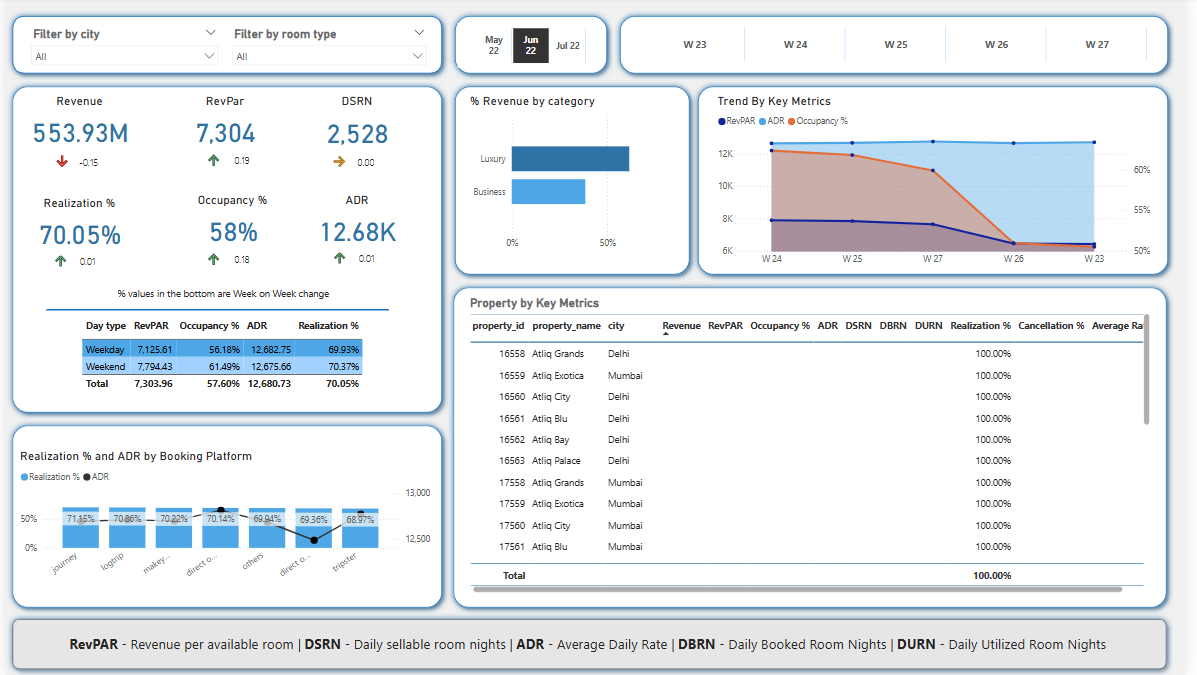 Filter by city
All
Filter by room type
All
May 22
Jun 22
Jul 22
W 23 W 24 W 25 W 26 W 27
Revenue RevPar DSRN
553.93M 7,304 2,528
-0.15 0.19 0.00
Realization % Occupancy % ADR
70.05% 58% 12.68K
0.01 0.18 0.01
% values in the bottom are Week on Week change
Day type RevPAR Occupancy % ADR Realization %
Weekday 7,125.61 56.18% 12,682.75 69.93%
Weekend 7,794.43 61.49% 12,675.66 70.37%
Total 7,303.96 57.60% 12,680.73 70.05%
% Revenue by category
Luxury
Business
0% 50%
Trend By Key Metrics
RevPAR ADR Occupancy %
12K
10K
8K
6K
60%
55%
50%
W 24 W 25 W 27 W 26 W 23
Property by Key Metrics
property_id property_name city Revenue RevPAR Occupancy % ADR DSRN DBRN DURN Realization % Cancellation % Average Ra
16558 Atliq Grands Delhi 100.00%
16559 Atliq Exotica Mumbai 100.00%
16560 Atliq City Delhi 100.00%
16561 Atliq Blu Delhi 100.00%
16562 Atliq Bay Delhi 100.00%
16563 Atliq Palace Delhi 100.00%
17558 Atliq Grands Mumbai 100.00%
17559 Atliq Exotica Mumbai 100.00%
17560 Atliq City Mumbai 100.00%
17561 Atliq Blu Mumbai 100.00%
Total 100.00%
Realization % and ADR by Booking Platform
Realization % ADR
50%
0%
71.15% 70.86% 70.22% 70.14% 69.94% 69.36% 68.97%
13,000
12,500
journey logtrip makey... direct o... others direct o... tripster
RevPAR - Revenue per available room | DSRN - Daily sellable room nights | ADR - Average Daily Rate | DBRN - Daily Booked Room Nights | DURN - Daily Utilized Room Nights